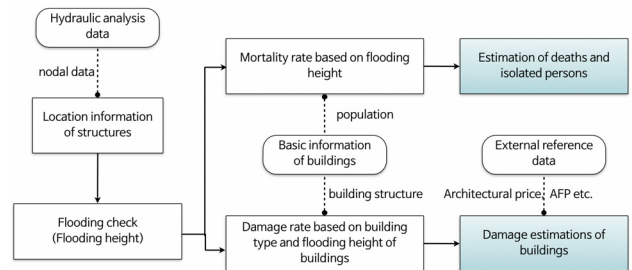 Hydraulic analysis
data
nodal data
Location information
of structures
Flooding check
(Flooding height)
Mortality rate based on flooding
height
population
Basic information
of buildings
building structure
Damage rate based on building
type and flooding height of
buildings
Estimation of deaths and
isolated persons
External reference
data
Architectural price, AFP etc.
Damage estimations of
buildings